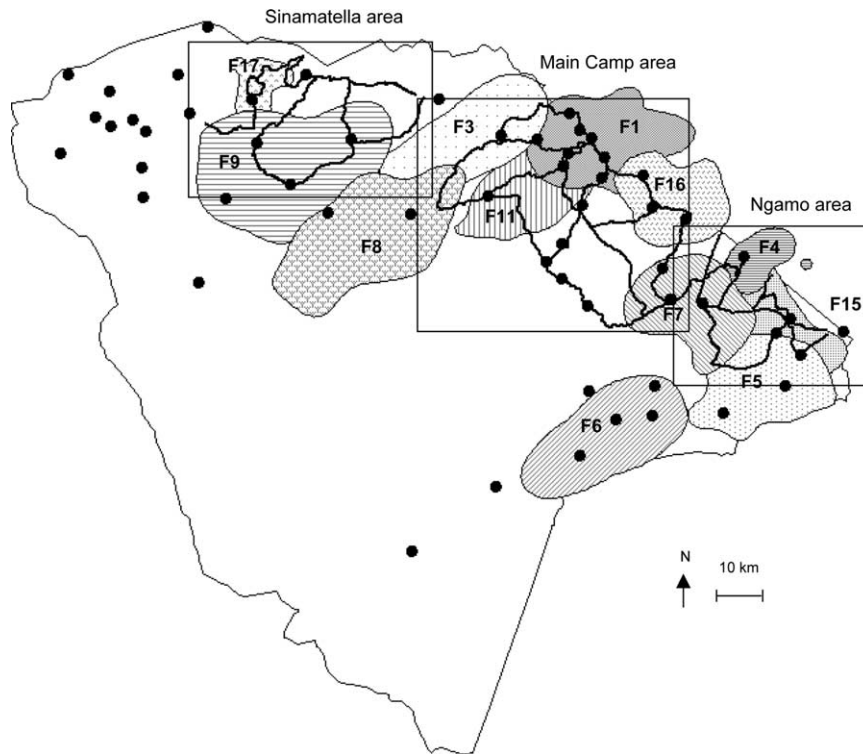 Sinamatella area
Main Camp area
F17
F3
F1
F9
F16
Ngamo area
F11
F4
F8
F15
F7
F5
F6
N
10 km